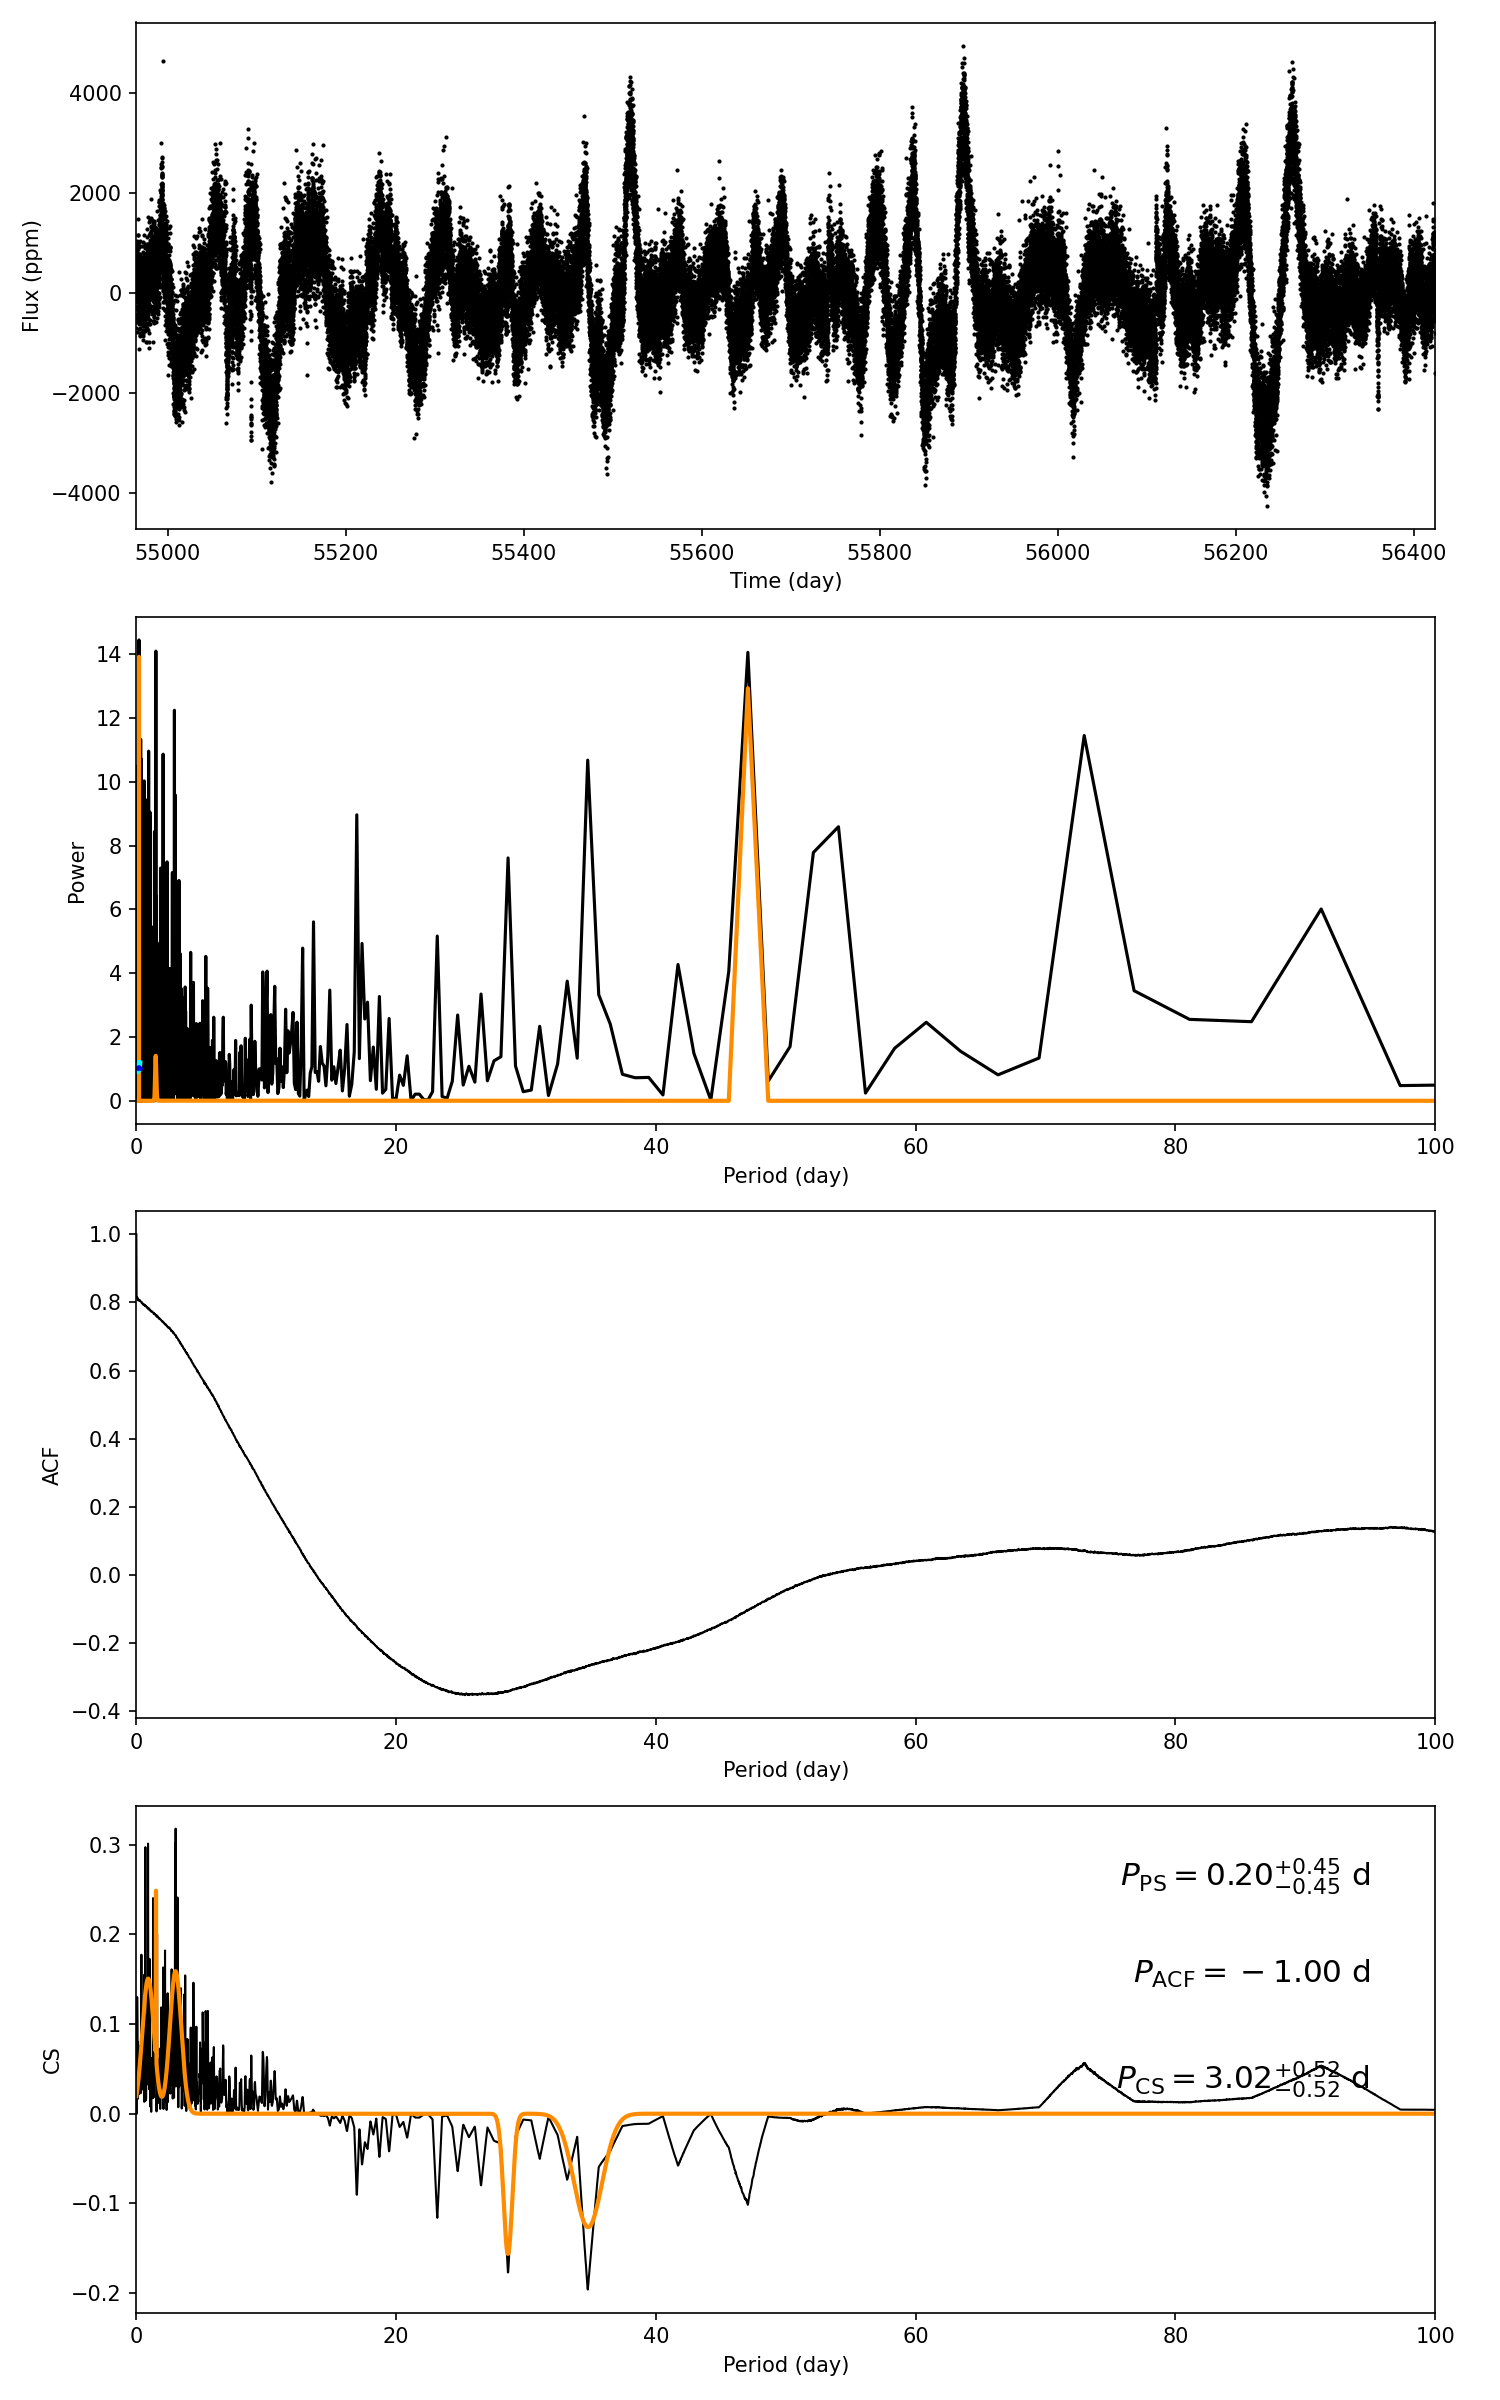 4000
2000
0
−2000
−4000
Flux (ppm)
55000 55200 55400 55600 55800 56000 56200 56400
Time (day)
14
12
10
8
6
4
2
0
Power
0 20 40 60 80 100
Period (day)
1.0
0.8
0.6
0.4
0.2
0.0
−0.2
−0.4
ACF
0 20 40 60 80 100
Period (day)
0.3
0.2
0.1
0.0
−0.1
−0.2
CS
P_PS = 0.20^{+0.45}_{−0.45} d
P_ACF = −1.00 d
P_CS = 3.02^{+0.52}_{−0.52} d
0 20 40 60 80 100
Period (day)